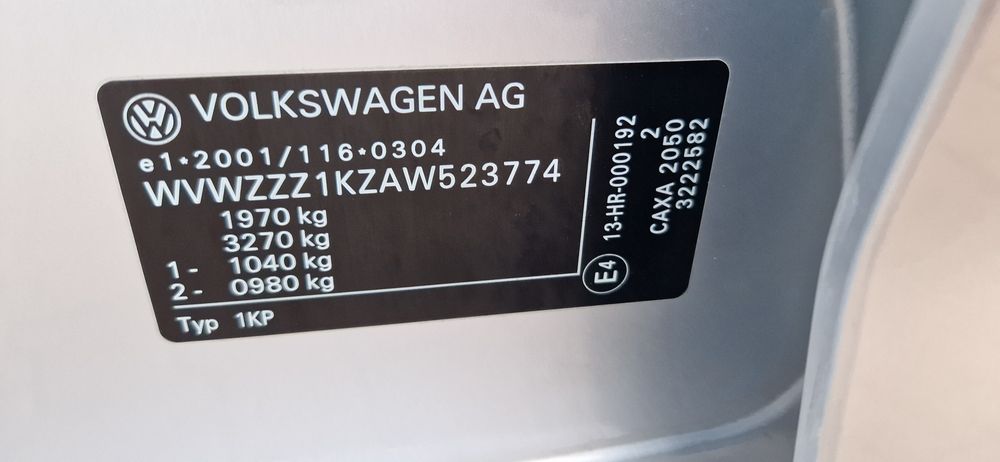 VOLKSWAGEN AG
e1*2001/116*0304
WVWZZZ1KZAW523774
1970 kg
3270 kg
1- 1040 kg
2- 0980 kg
Typ 1KP
E4 13-HR-000192
2
CAXA 2050
3222582